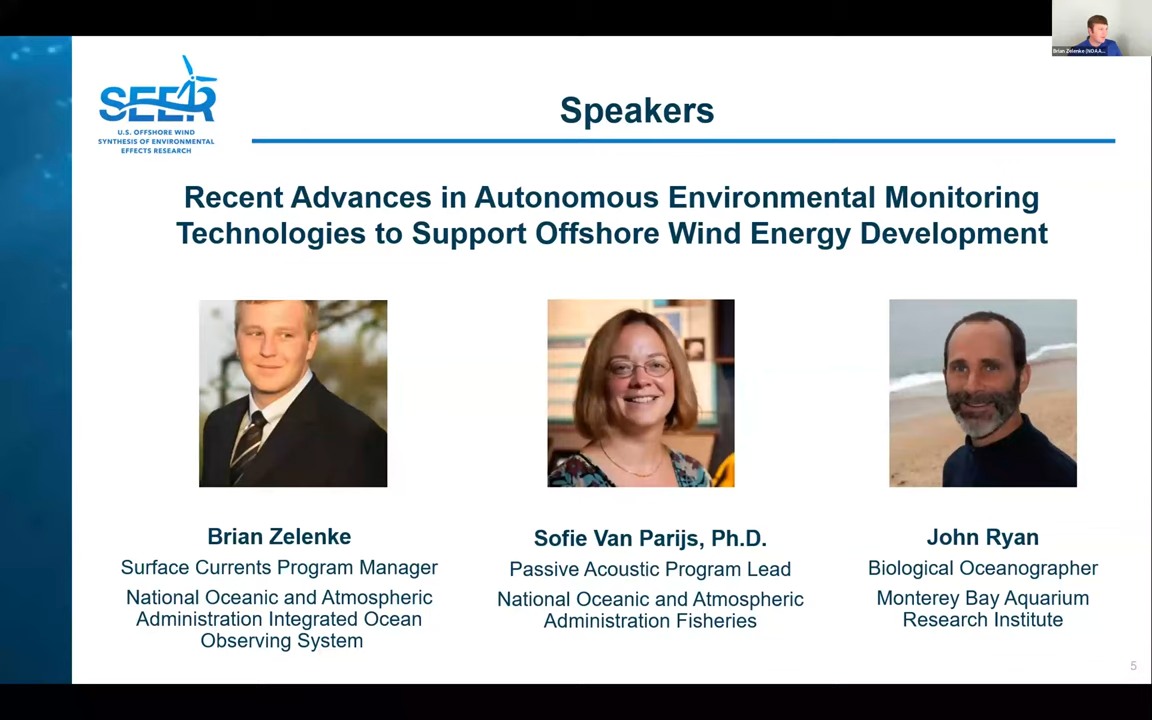 Brian Zelenke (NOAA...
SEER
U.S. OFFSHORE WIND
SYNTHESIS OF ENVIRONMENTAL
EFFECTS RESEARCH
Speakers
Recent Advances in Autonomous Environmental Monitoring
Technologies to Support Offshore Wind Energy Development
Brian Zelenke
Surface Currents Program Manager
National Oceanic and Atmospheric
Administration Integrated Ocean
Observing System
Sofie Van Parijs, Ph.D.
Passive Acoustic Program Lead
National Oceanic and Atmospheric
Administration Fisheries
John Ryan
Biological Oceanographer
Monterey Bay Aquarium
Research Institute
5